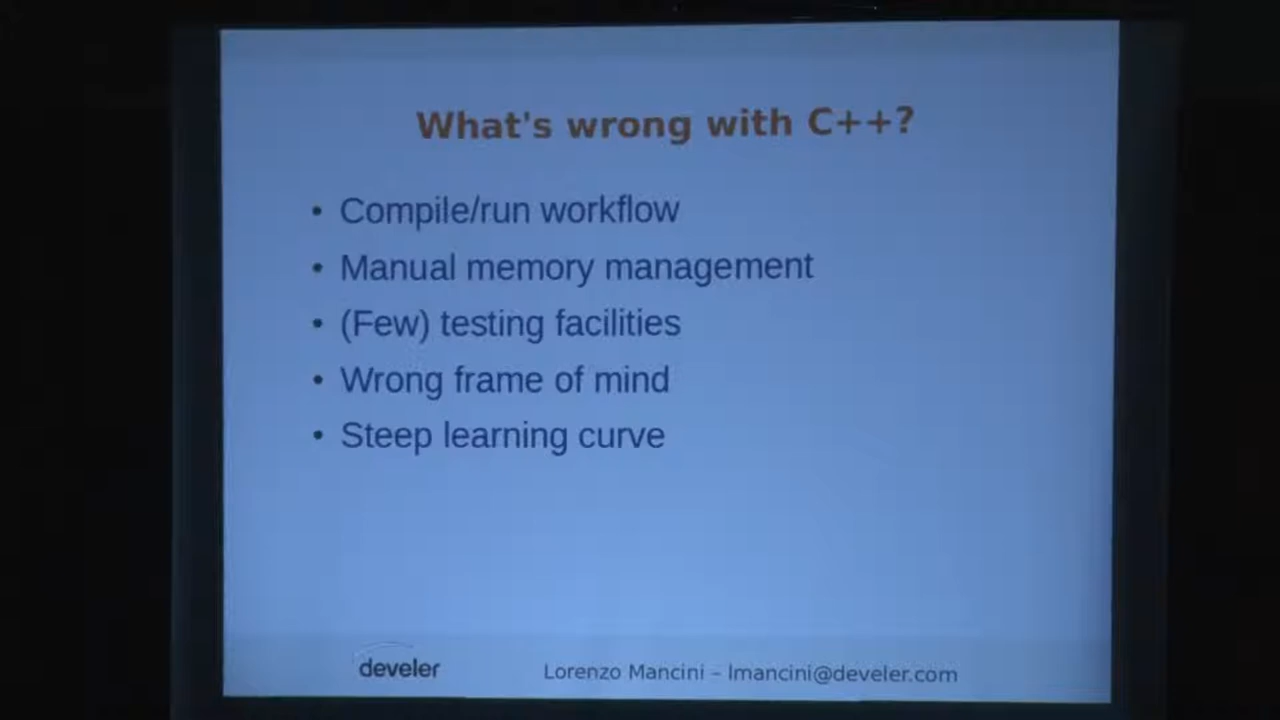 What's wrong with C++?
• Compile/run workflow
• Manual memory management
• (Few) testing facilities
• Wrong frame of mind
• Steep learning curve
develer
Lorenzo Mancini – lmancini@develer.com